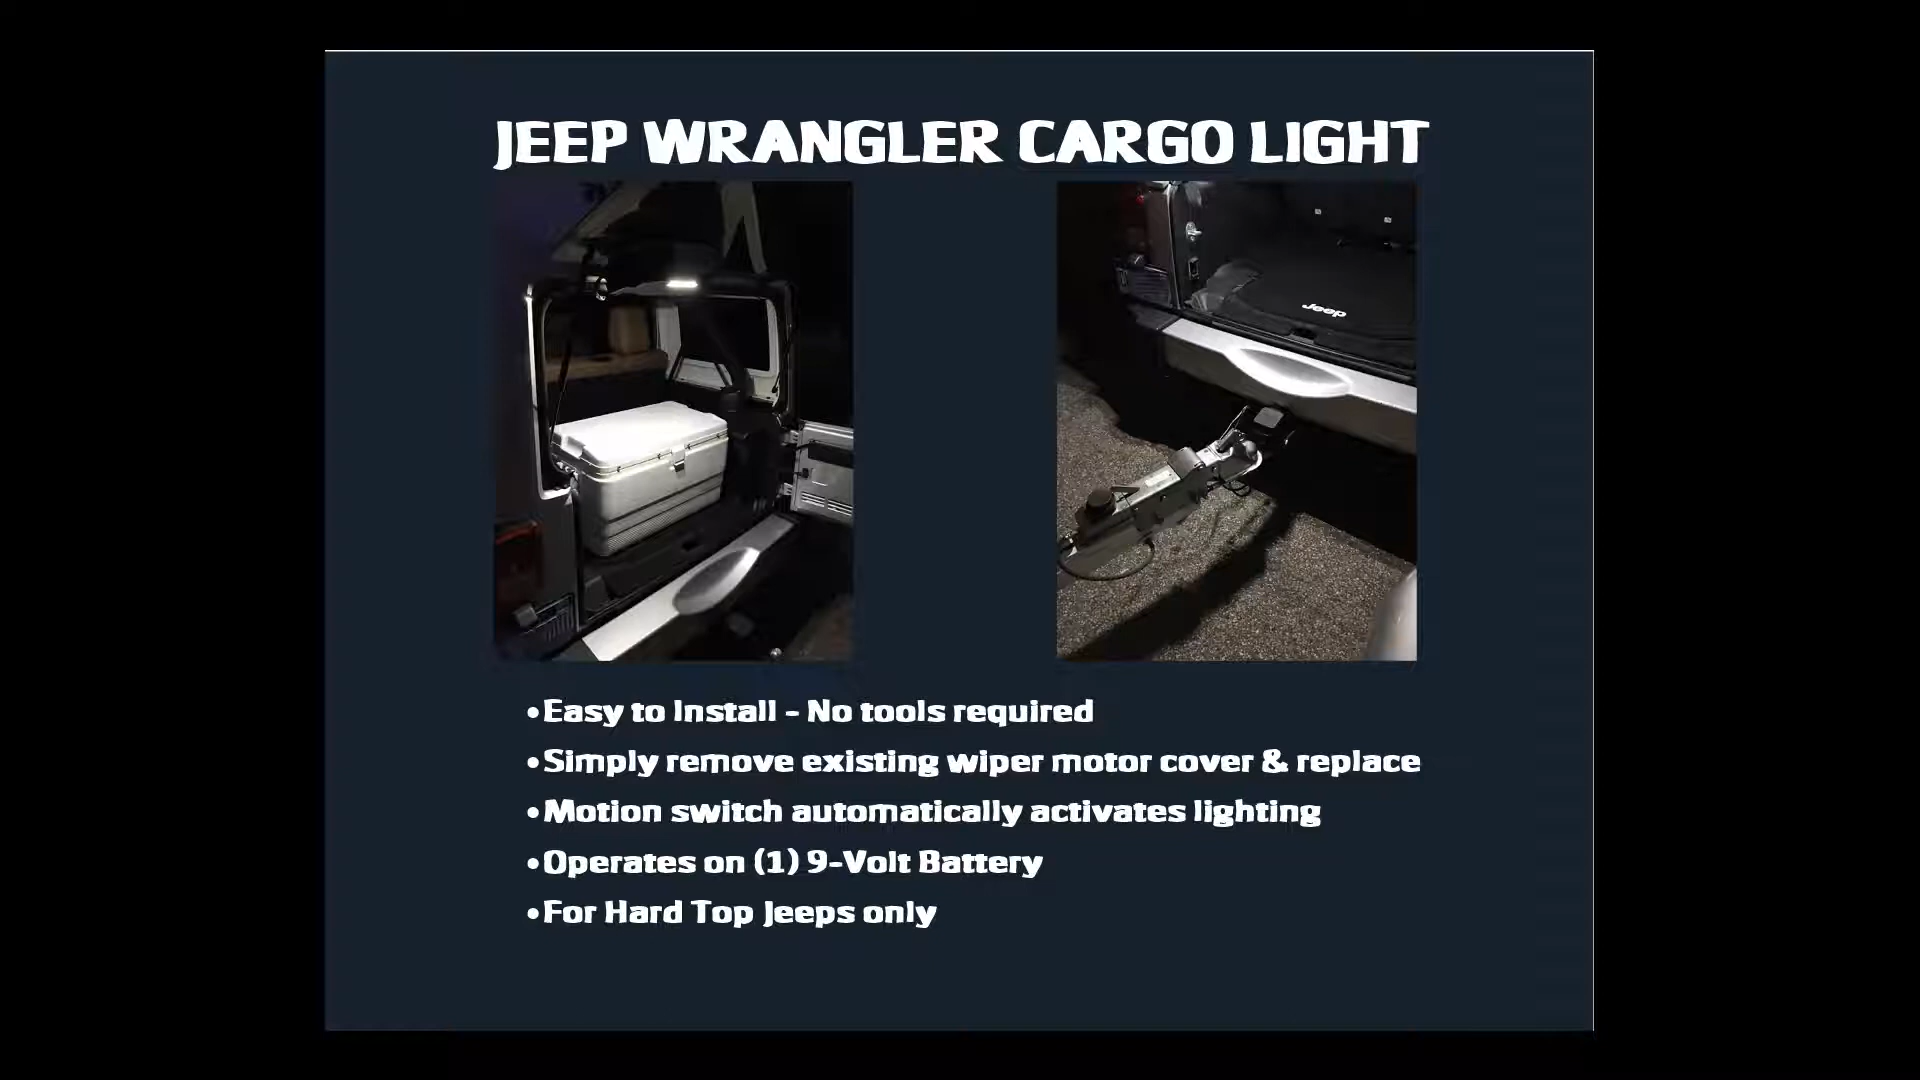 JEEP WRANGLER CARGO LIGHT
Jeep
•Easy to Install - No tools required
•Simply remove existing wiper motor cover & replace
•Motion switch automatically activates lighting
•Operates on (1) 9-Volt Battery
•For Hard Top Jeeps only